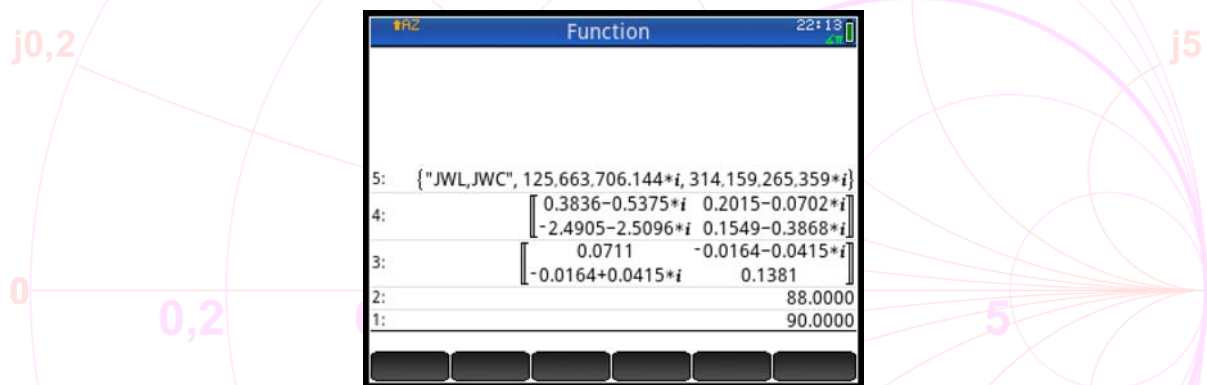 j0,2
j5
↑AZ Function 22:13
∡π
5: {"JWL,JWC", 125,663,706.144*i, 314,159,265,359*i}
4: [ 0.3836-0.5375*i 0.2015-0.0702*i
-2.4905-2.5096*i 0.1549-0.3868*i ]
3: [ 0.0711 -0.0164-0.0415*i
-0.0164+0.0415*i 0.1381 ]
2: 88.0000
1: 90.0000
0
0,2
5